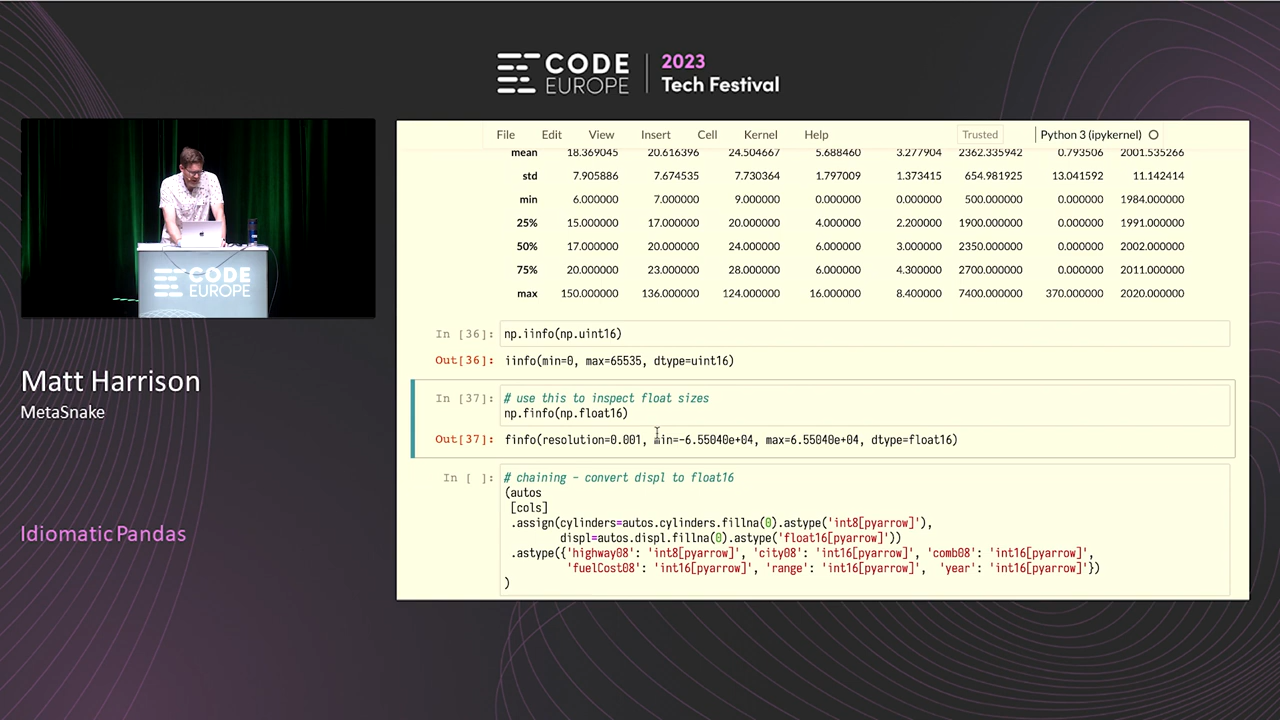 CODE
EUROPE
2023
Tech Festival
File Edit View Insert Cell Kernel Help Trusted Python 3 (ipykernel)
mean 18.369045 20.616396 24.504667 5.688460 3.277904 2362.335942 0.793506 2001.535266
std 7.905886 7.674535 7.730364 1.797009 1.373415 654.981925 13.041592 11.142414
min 6.000000 7.000000 9.000000 0.000000 0.000000 500.000000 0.000000 1984.000000
25% 15.000000 17.000000 20.000000 4.000000 2.200000 1900.000000 0.000000 1991.000000
50% 17.000000 20.000000 24.000000 6.000000 3.000000 2350.000000 0.000000 2002.000000
75% 20.000000 23.000000 28.000000 6.000000 4.300000 2700.000000 0.000000 2011.000000
max 150.000000 136.000000 124.000000 16.000000 8.400000 7400.000000 370.000000 2020.000000
In [36]: np.iinfo(np.uint16)
Out[36]: iinfo(min=0, max=65535, dtype=uint16)
In [37]: # use this to inspect float sizes
np.finfo(np.float16)
Out[37]: finfo(resolution=0.001, min=-6.55040e+04, max=6.55040e+04, dtype=float16)
In [ ]: # chaining - convert displ to float16
(autos
[cols]
.assign(cylinders=autos.cylinders.fillna(0).astype('int8[pyarrow]'),
displ=autos.displ.fillna(0).astype('float16[pyarrow]'))
.astype({'highway08': 'int8[pyarrow]', 'city08': 'int16[pyarrow]', 'comb08': 'int16[pyarrow]',
'fuelCost08': 'int16[pyarrow]', 'range': 'int16[pyarrow]', 'year': 'int16[pyarrow]'})
)
CODE
EUROPE
Matt Harrison
MetaSnake
Idiomatic Pandas